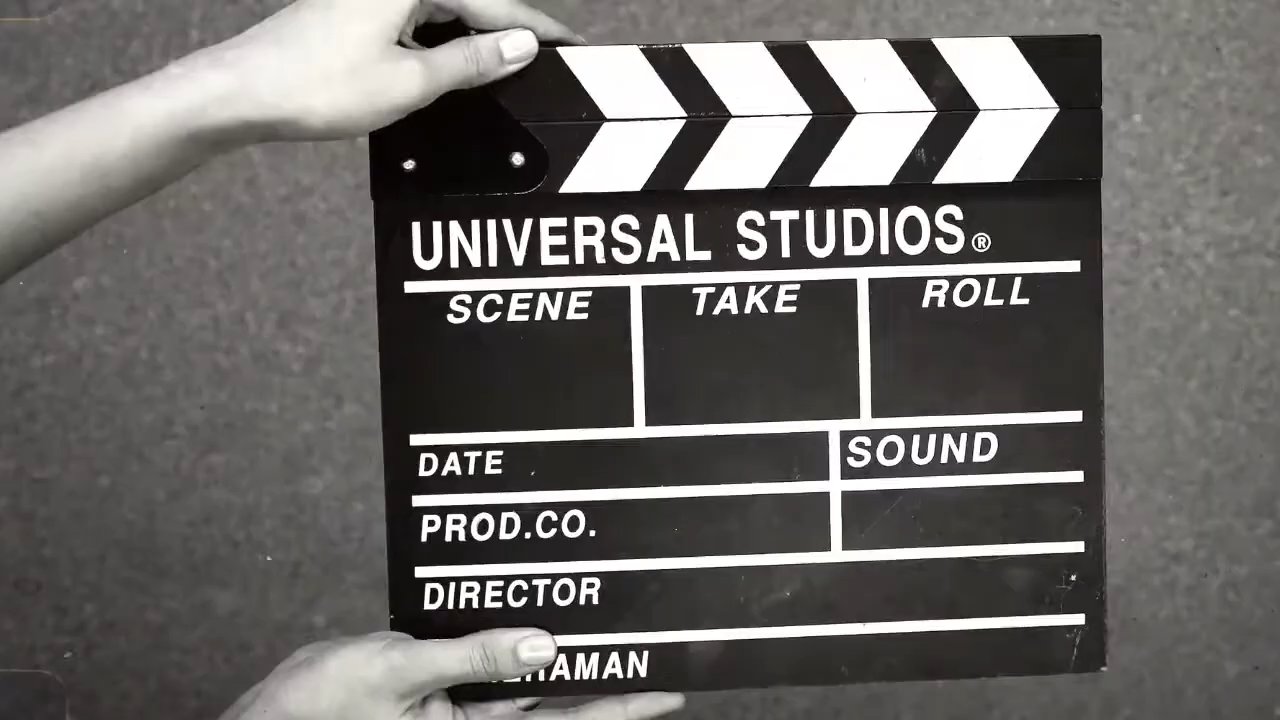 UNIVERSAL STUDIOS®
SCENE TAKE ROLL
DATE SOUND
PROD.CO.
DIRECTOR